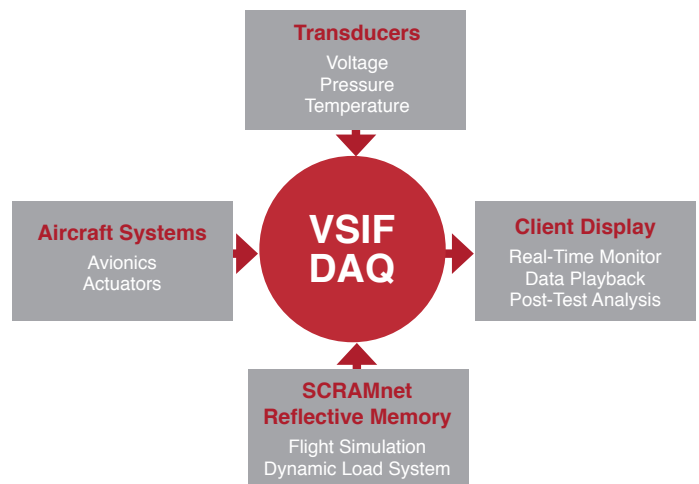 Transducers
Voltage
Pressure
Temperature
Aircraft Systems
Avionics
Actuators
VSIF
DAQ
Client Display
Real-Time Monitor
Data Playback
Post-Test Analysis
SCRAMnet
Reflective Memory
Flight Simulation
Dynamic Load System